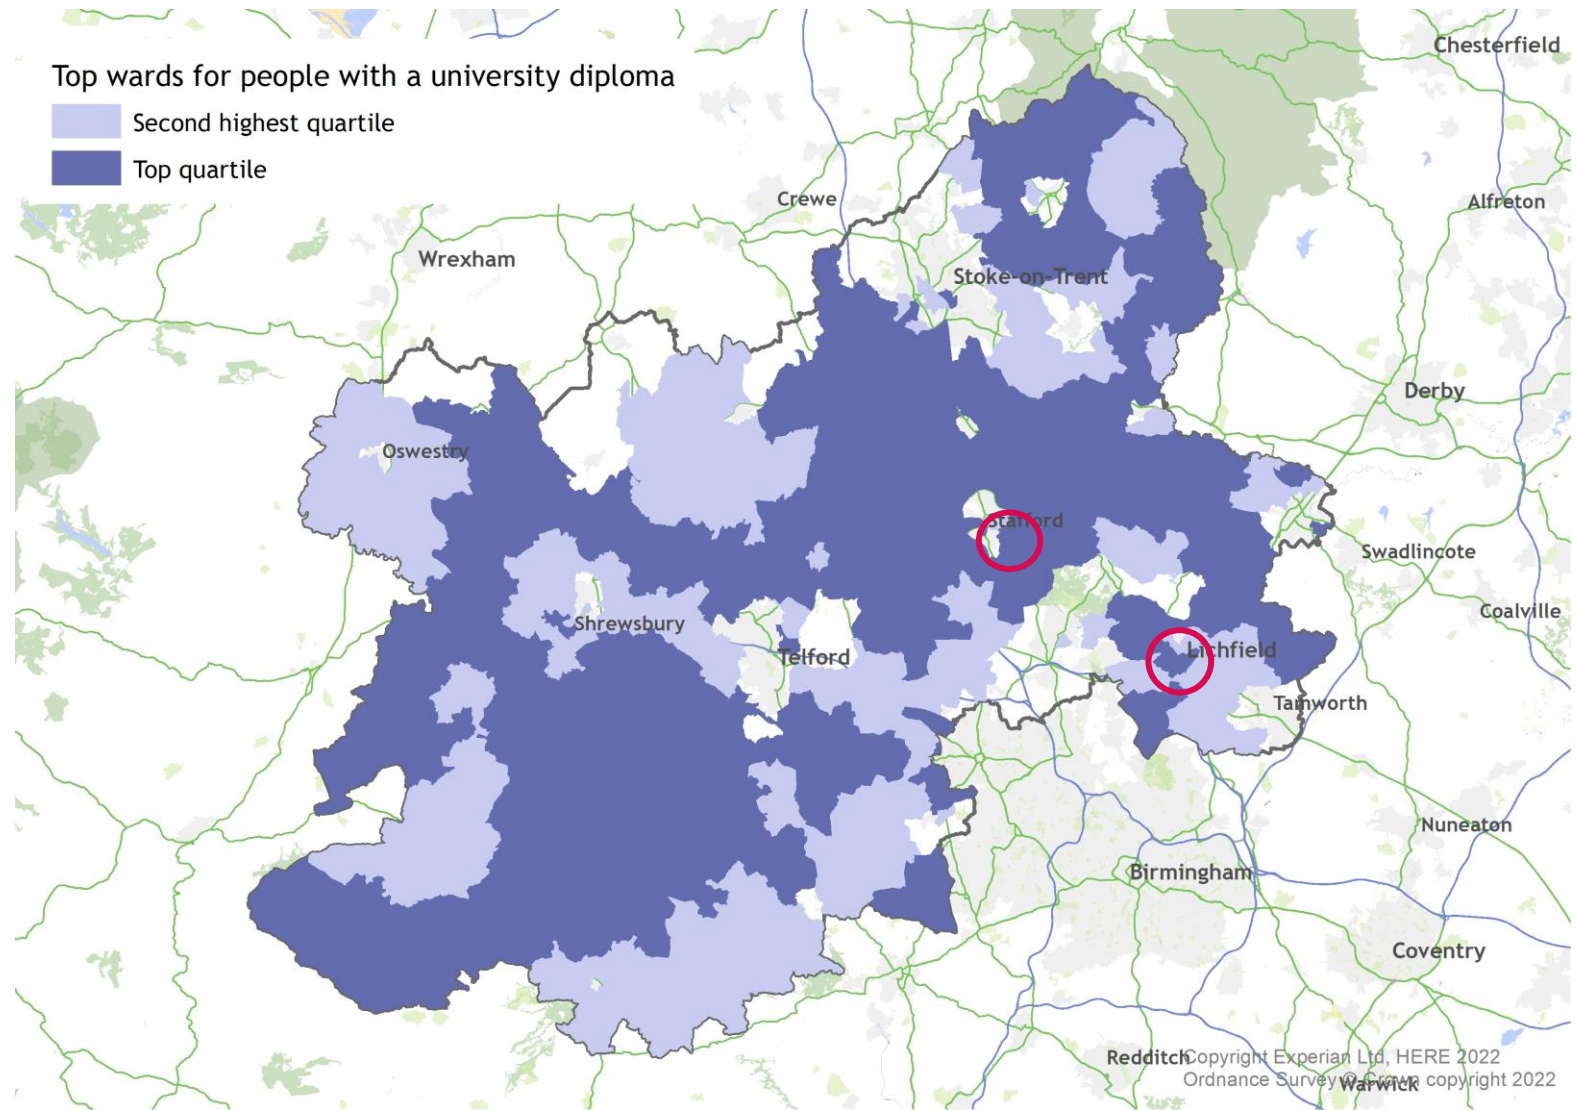 Top wards for people with a university diploma
Second highest quartile
Top quartile
Chesterfield
Crewe
Alfreton
Wrexham
Stoke-on-Trent
Derby
Oswestry
Stafford
Swadlincote
Coalville
Shrewsbury
Telford
Lichfield
Tamworth
Nuneaton
Birmingham
Coventry
Redditch
Copyright Experian Ltd, HERE 2022
Ordnance Survey © Crown copyright 2022
Warwick